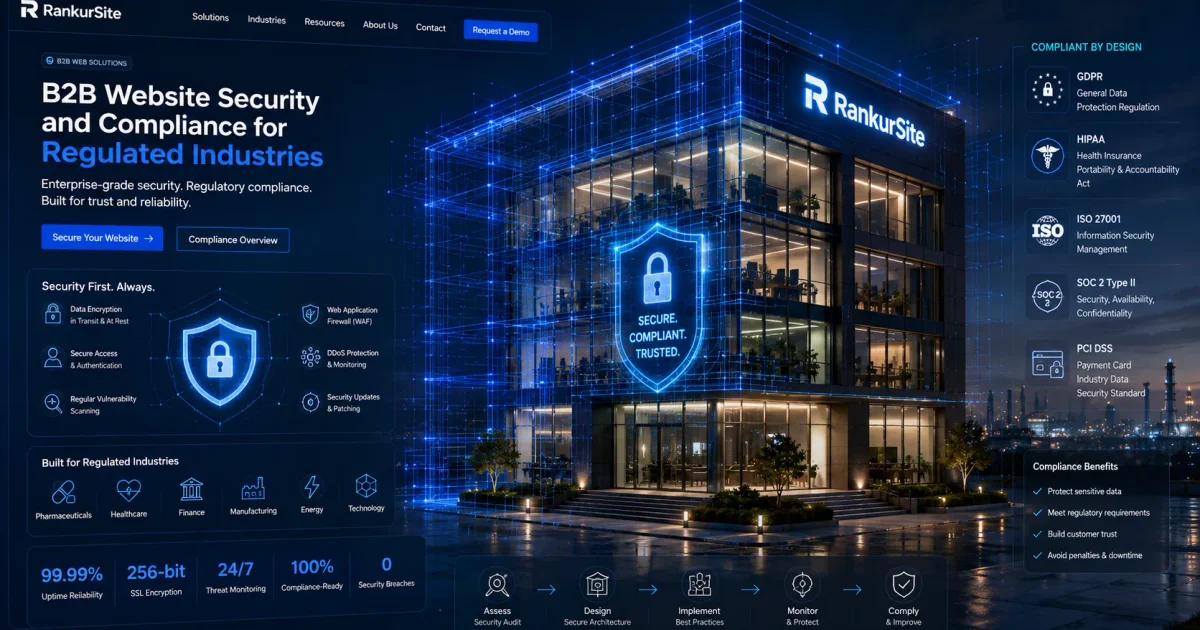 RankurSite
Solutions
Industries
Resources
About Us
Contact
Request a Demo
B2B WEB SOLUTIONS
B2B Website Security
and Compliance for
Regulated Industries
Enterprise-grade security. Regulatory compliance.
Built for trust and reliability.
Secure Your Website →
Compliance Overview
Security First. Always.
Data Encryption
in Transit & At Rest
Secure Access
& Authentication
Regular Vulnerability
Scanning
Web Application
Firewall (WAF)
DDoS Protection
& Monitoring
Security Updates
& Patching
Built for Regulated Industries
Pharmaceuticals
Healthcare
Finance
Manufacturing
Energy
Technology
99.99%
Uptime Reliability
256-bit
SSL Encryption
24/7
Threat Monitoring
100%
Compliance-Ready
0
Security Breaches
RankurSite
SECURE.
COMPLIANT.
TRUSTED.
COMPLIANT BY DESIGN
GDPR
General Data
Protection Regulation
HIPAA
Health Insurance
Portability & Accountability
Act
ISO
ISO 27001
Information Security
Management
SOC 2
2
SOC 2 Type II
Security, Availability,
Confidentiality
PCI DSS
Payment Card
Industry Data
Security Standard
Compliance Benefits
Protect sensitive data
Meet regulatory requirements
Build customer trust
Avoid penalties & downtime
Assess
Security Audit
Design
Secure Architecture
Implement
Best Practices
Monitor
& Protect
Comply
& Improve